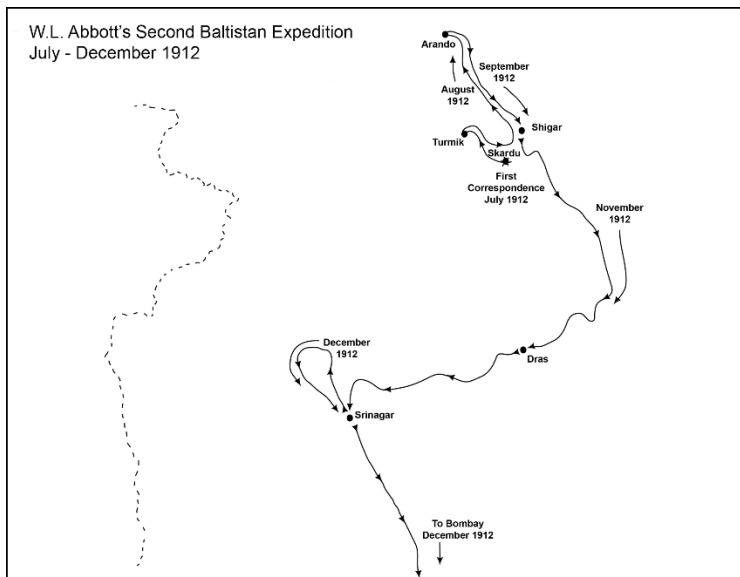 W.L. Abbott's Second Baltistan Expedition
July - December 1912
Arando
September
1912
August
1912
Shigar
Turmik
Skardu
First
Correspondence
July 1912
November
1912
December
1912
Dras
Srinagar
To Bombay
December 1912